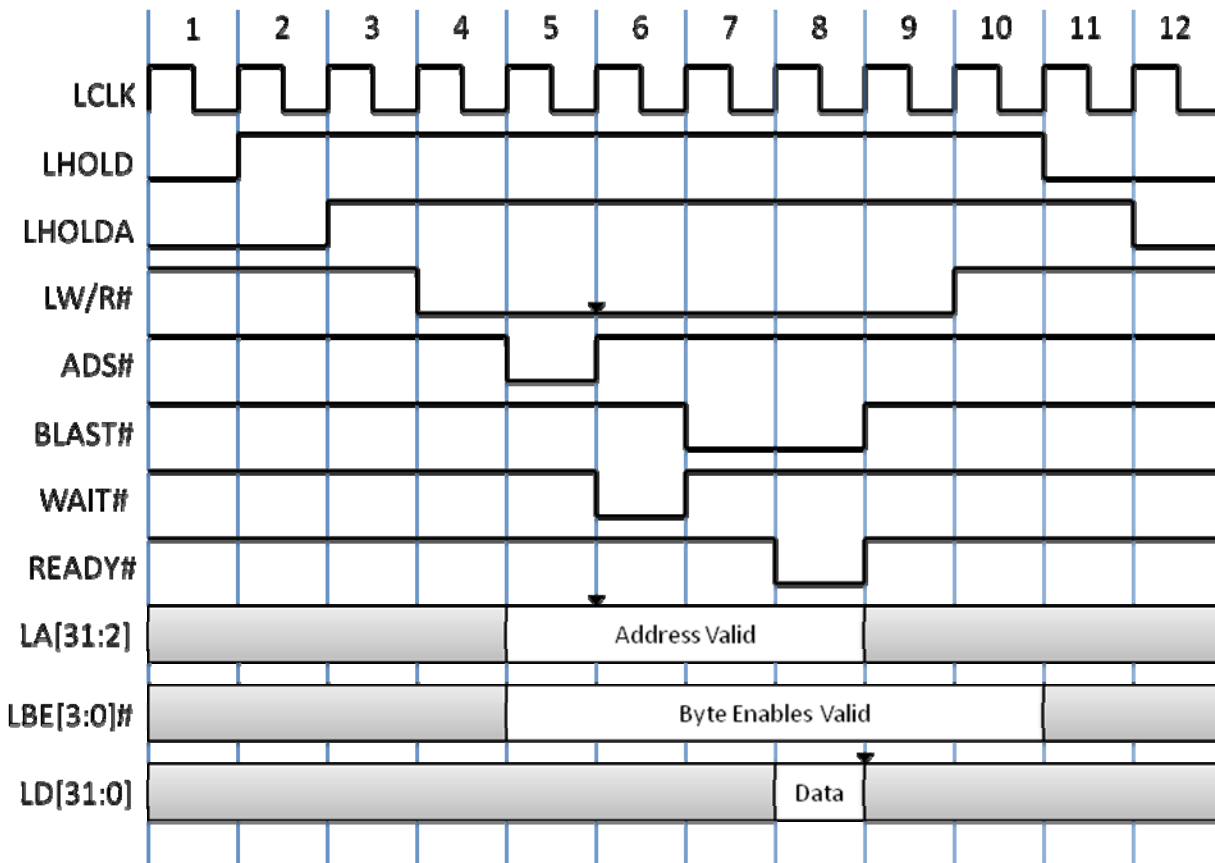 1 2 3 4 5 6 7 8 9 10 11 12
LCLK
LHOLD
LHOLDA
LW/R#
ADS#
BLAST#
WAIT#
READY#
LA[31:2] Address Valid
LBE[3:0]# Byte Enables Valid
LD[31:0] Data